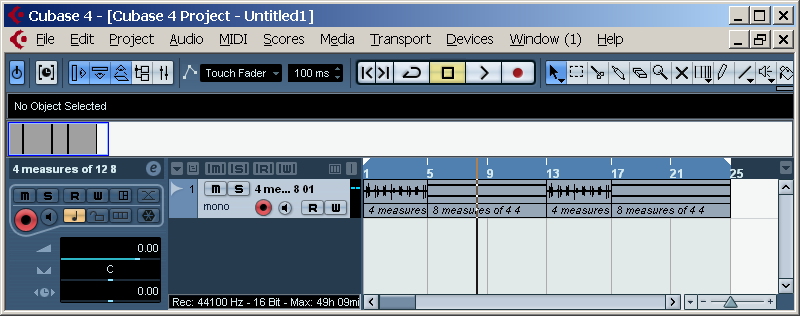 Cubase 4 - [Cubase 4 Project - Untitled1]
File Edit Project Audio MIDI Scores Media Transport Devices Window (1) Help
Touch Fader 100 ms
No Object Selected
4 measures of 12 8 e M S R W
1 5 9 13 17 21 25
M S R W
1 M S 4 me... 8 01
mono R W
4 measures 8 measures of 4 4 4 measures 8 measures of 4 4
0.00
C
0.00
Rec: 44100 Hz - 16 Bit - Max: 49h 09mi